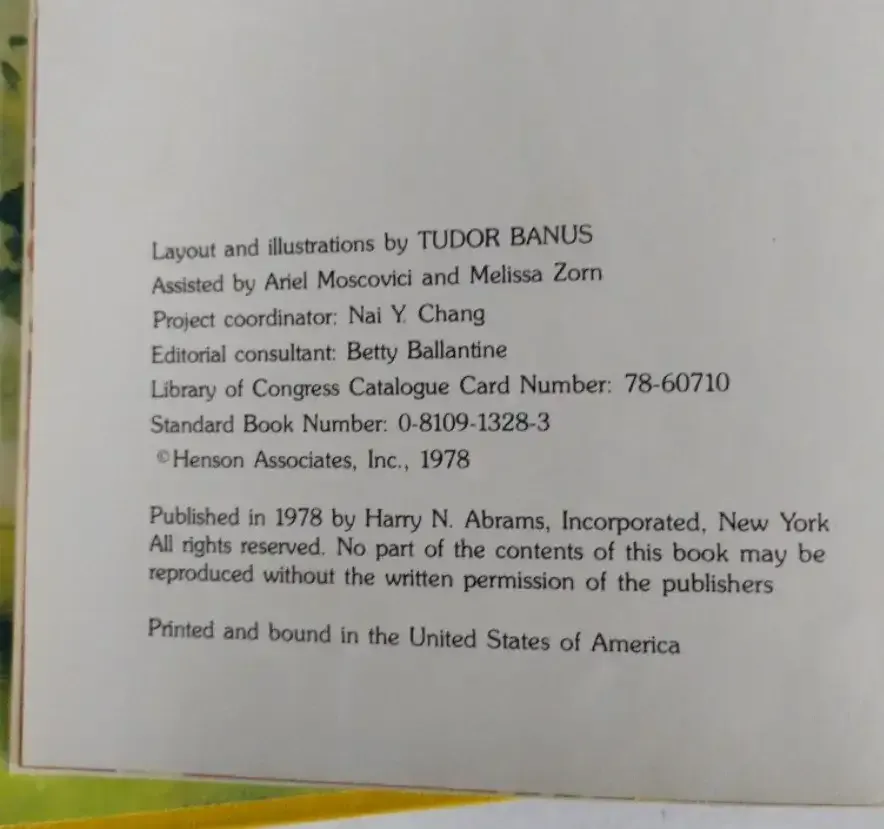 Layout and illustrations by TUDOR BANUS
Assisted by Ariel Moscovici and Melissa Zorn
Project coordinator: Nai Y. Chang
Editorial consultant: Betty Ballantine
Library of Congress Catalogue Card Number: 78-60710
Standard Book Number: 0-8109-1328-3
©Henson Associates, Inc., 1978
Published in 1978 by Harry N. Abrams, Incorporated, New York
All rights reserved. No part of the contents of this book may be
reproduced without the written permission of the publishers
Printed and bound in the United States of America